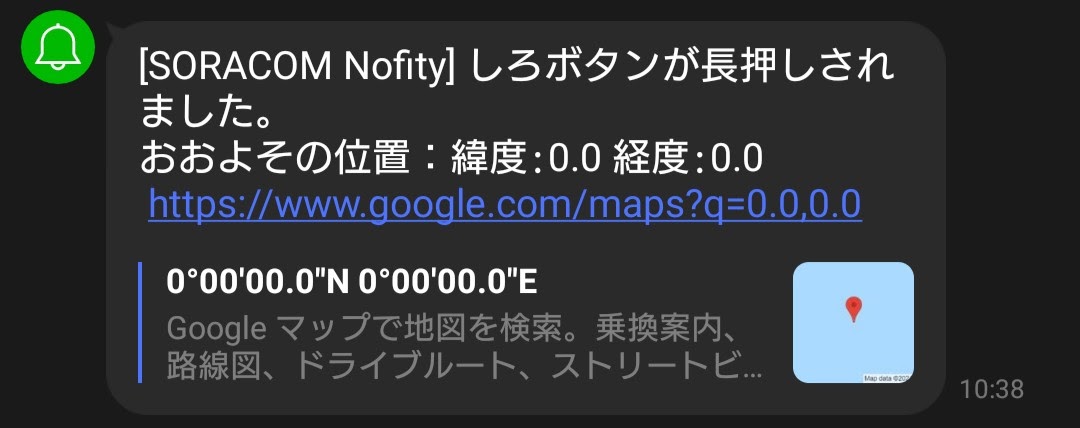 [SORACOM Nofity] しろボタンが長押しされ
ました。
おおよその位置：緯度:0.0 経度:0.0
https://www.google.com/maps?q=0.0,0.0
0°00'00.0"N 0°00'00.0"E
Google マップで地図を検索。乗換案内、
路線図、ドライブルート、ストリートビ...
Map data ©202
10:38